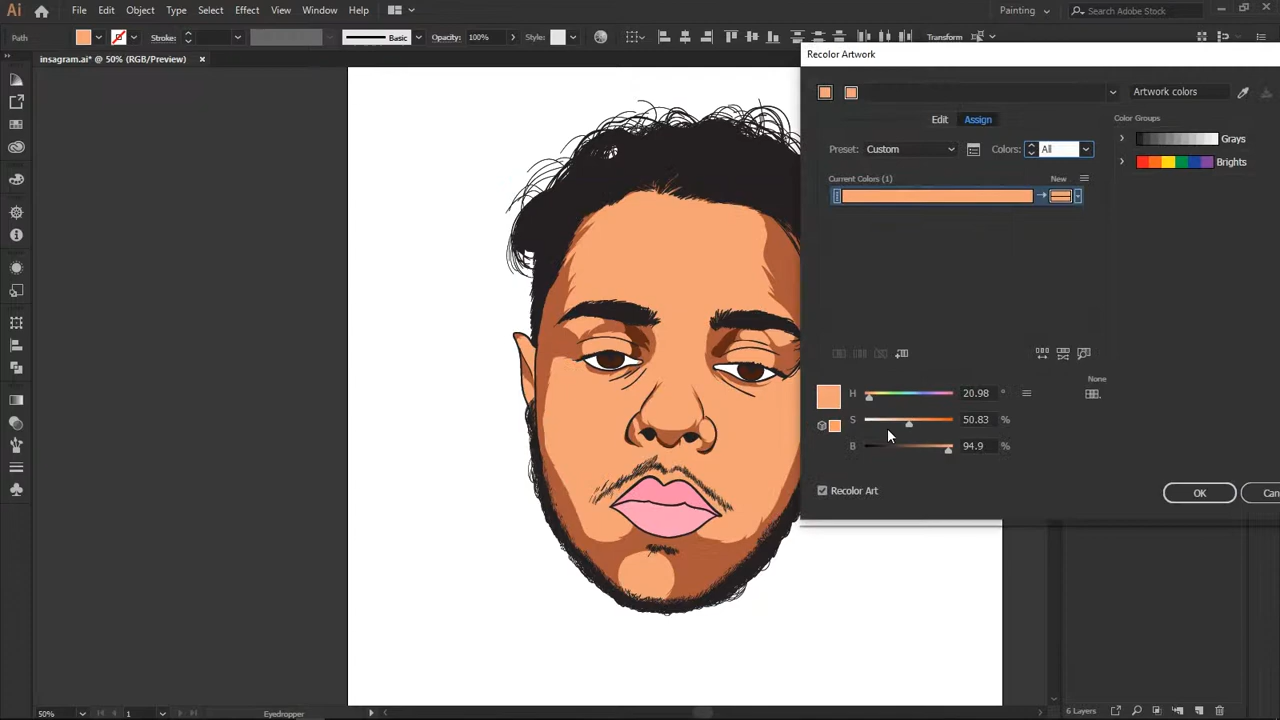 Ai File Edit Object Type Select Effect View Window Help Painting Search Adobe Stock
Path Stroke: Basic Opacity: 100% Style: Transform
insagram.ai* @ 50% (RGB/Preview) ×
Recolor Artwork
Artwork colors
Edit Assign
Color Groups
Preset: Custom Colors: All
Grays
Brights
Current Colors (1) New
None
H 20.98 °
S 50.83 %
B 94.9 %
Recolor Art
OK Can
50% 1 Eyedropper 6 Layers